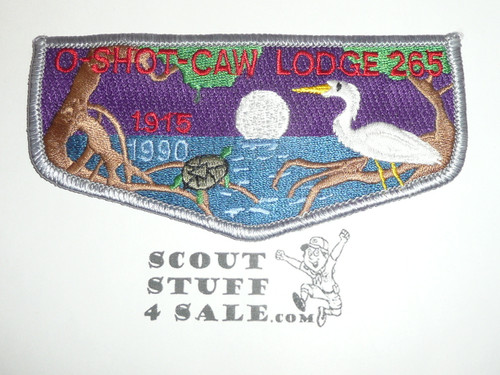 O-SHOT-CAW LODGE 265
1915
1990
SCOUT
STUFF
4 SALE.COM